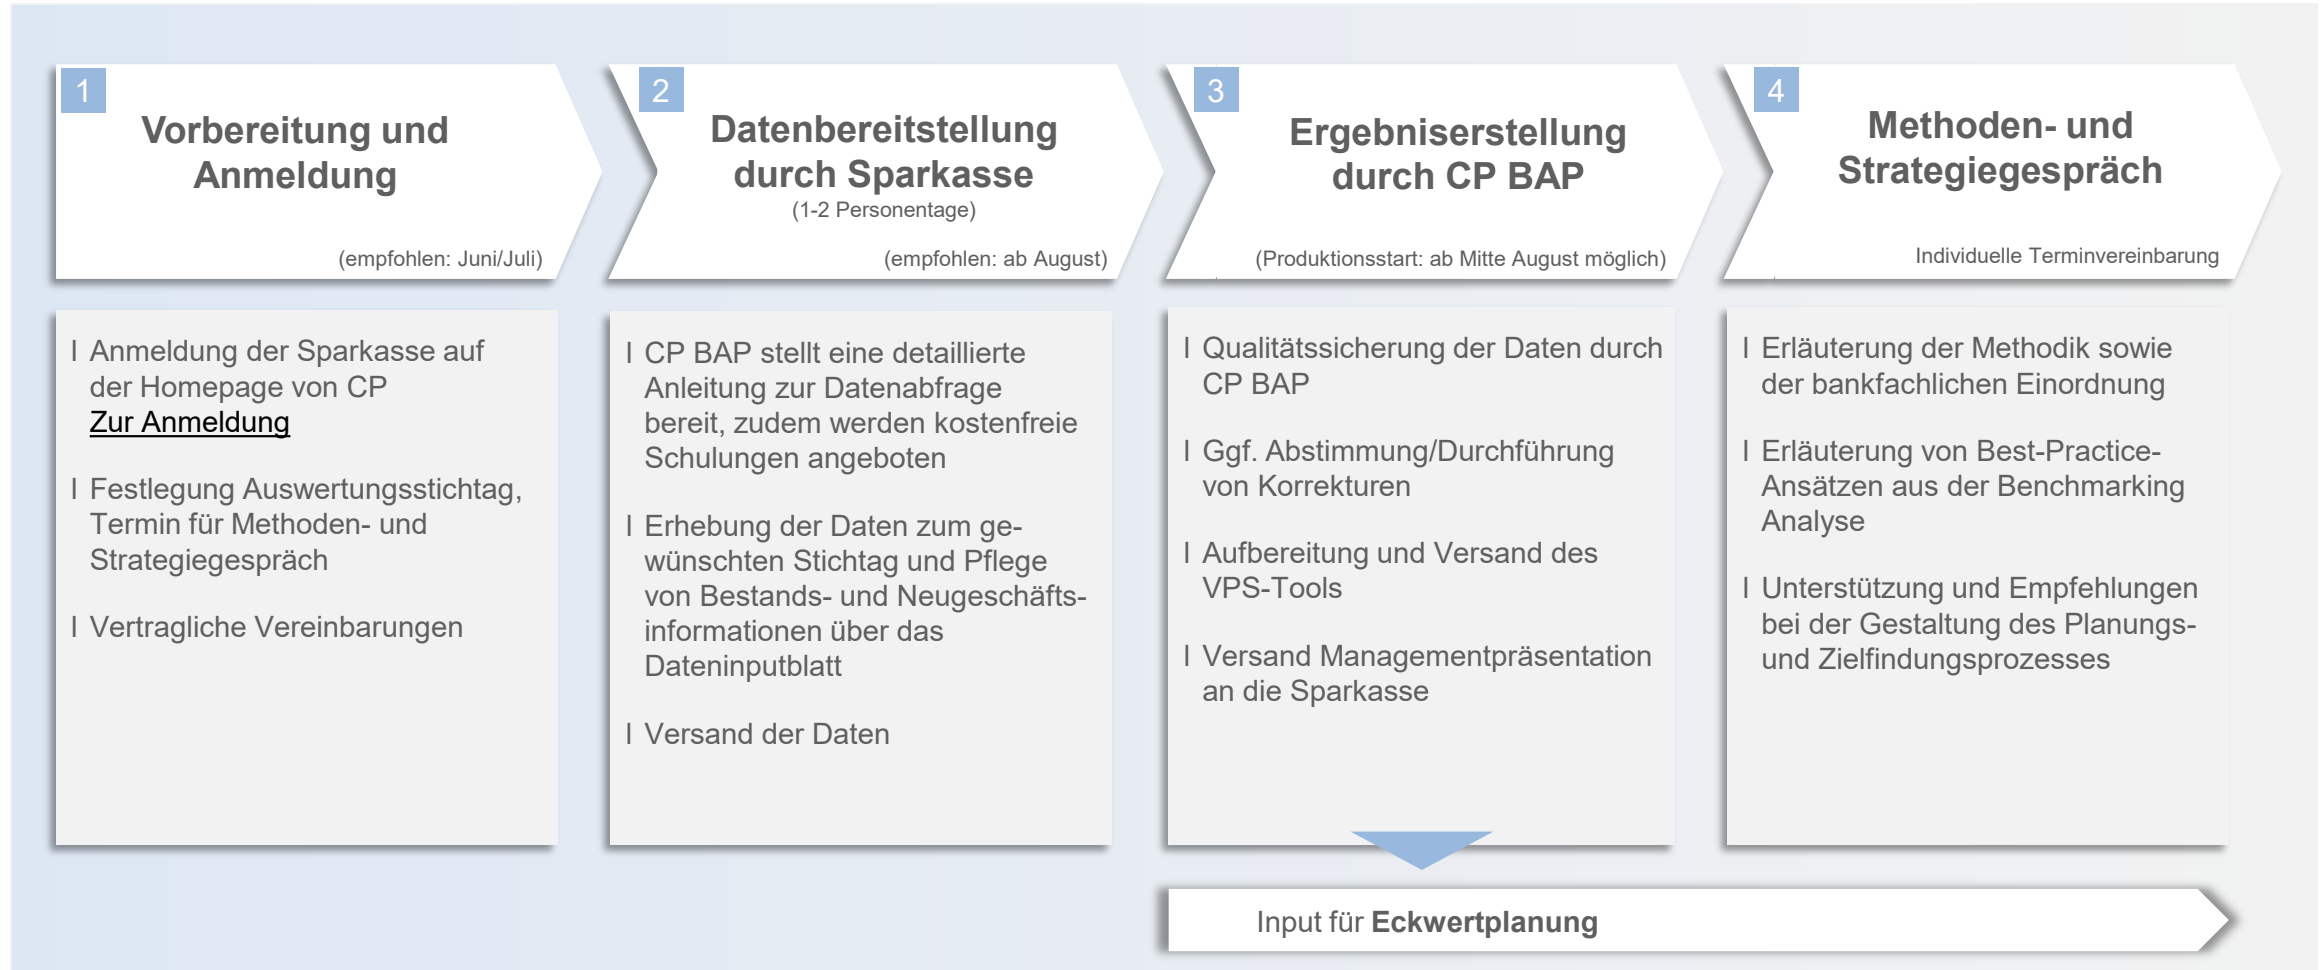 1
Vorbereitung und
Anmeldung
(empfohlen: Juni/Juli)
l Anmeldung der Sparkasse auf
der Homepage von CP
Zur Anmeldung
l Festlegung Auswertungsstichtag,
Termin für Methoden- und
Strategiegespräch
l Vertragliche Vereinbarungen
2
Datenbereitstellung
durch Sparkasse
(1-2 Personentage)
(empfohlen: ab August)
l CP BAP stellt eine detaillierte
Anleitung zur Datenabfrage
bereit, zudem werden kostenfreie
Schulungen angeboten
l Erhebung der Daten zum ge-
wünschten Stichtag und Pflege
von Bestands- und Neugeschäfts-
informationen über das
Dateninputblatt
l Versand der Daten
3
Ergebniserstellung
durch CP BAP
(Produktionsstart: ab Mitte August möglich)
l Qualitätssicherung der Daten durch
CP BAP
l Ggf. Abstimmung/Durchführung
von Korrekturen
l Aufbereitung und Versand des
VPS-Tools
l Versand Managementpräsentation
an die Sparkasse
4
Methoden- und
Strategiegespräch
Individuelle Terminvereinbarung
l Erläuterung der Methodik sowie
der bankfachlichen Einordnung
l Erläuterung von Best-Practice-
Ansätzen aus der Benchmarking
Analyse
l Unterstützung und Empfehlungen
bei der Gestaltung des Planungs-
und Zielfindungsprozesses
Input für Eckwertplanung